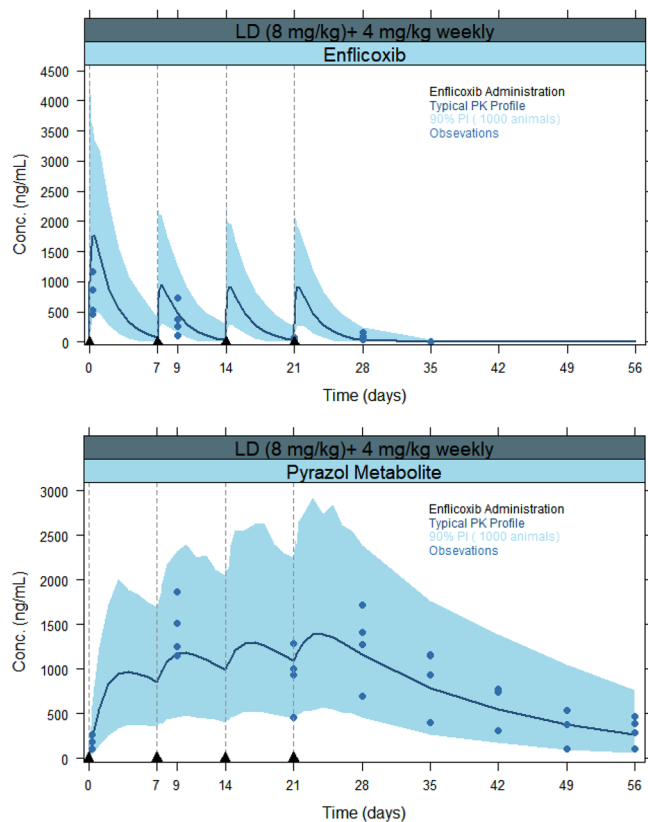 LD (8 mg/kg)+ 4 mg/kg weekly
Enflicoxib
4500
4000
3500
3000
2500
2000
1500
1000
500
0
Conc. (ng/mL)
Enflicoxib Administration
Typical PK Profile
90% PI ( 1000 animals)
Obsevations
0 7 9 14 21 28 35 42 49 56
Time (days)
LD (8 mg/kg)+ 4 mg/kg weekly
Pyrazol Metabolite
3000
2500
2000
1500
1000
500
0
Conc. (ng/mL)
Enflicoxib Administration
Typical PK Profile
90% PI ( 1000 animals)
Obsevations
0 7 9 14 21 28 35 42 49 56
Time (days)